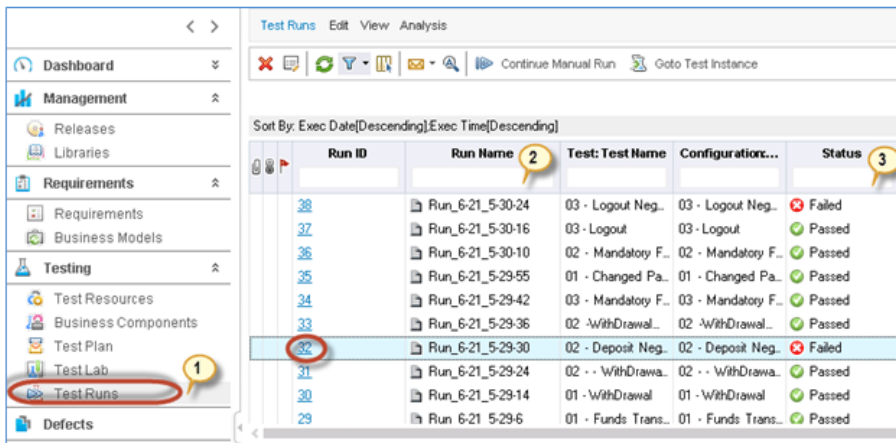 Dashboard
Management
Releases
Libraries
Requirements
Requirements
Business Models
Testing
Test Resources
Business Components
Test Plan
Test Lab
Test Runs
1
Defects
Test Runs Edit View Analysis
Continue Manual Run Goto Test Instance
Sort By: Exec Date[Descending];Exec Time[Descending]
Run ID Run Name 2 Test: Test Name Configuration:... Status 3
38 Run_6-21_5-30-24 03 - Logout Neg... 03 - Logout Neg... Failed
37 Run_6-21_5-30-16 03 - Logout 03 - Logout Passed
36 Run_6-21_5-30-10 02 - Mandatory F... 02 - Mandatory F... Passed
35 Run_6-21_5-29-55 01 - Changed Pa... 01 - Changed Pa... Passed
34 Run_6-21_5-29-42 03 - Mandatory F... 03 - Mandatory F... Passed
33 Run_6-21_5-29-36 02 -WithDrawal... 02 -WithDrawal... Passed
32 Run_6-21_5-29-30 02 - Deposit Neg... 02 - Deposit Neg... Failed
31 Run_6-21_5-29-24 02 - - WithDrawa... 02 - - WithDrawa... Passed
30 Run_6-21_5-29-14 01 - WithDrawal 01 - WithDrawal Passed
29 Run_6-21_5-29-6 01 - Funds Trans... 01 - Funds Trans... Passed